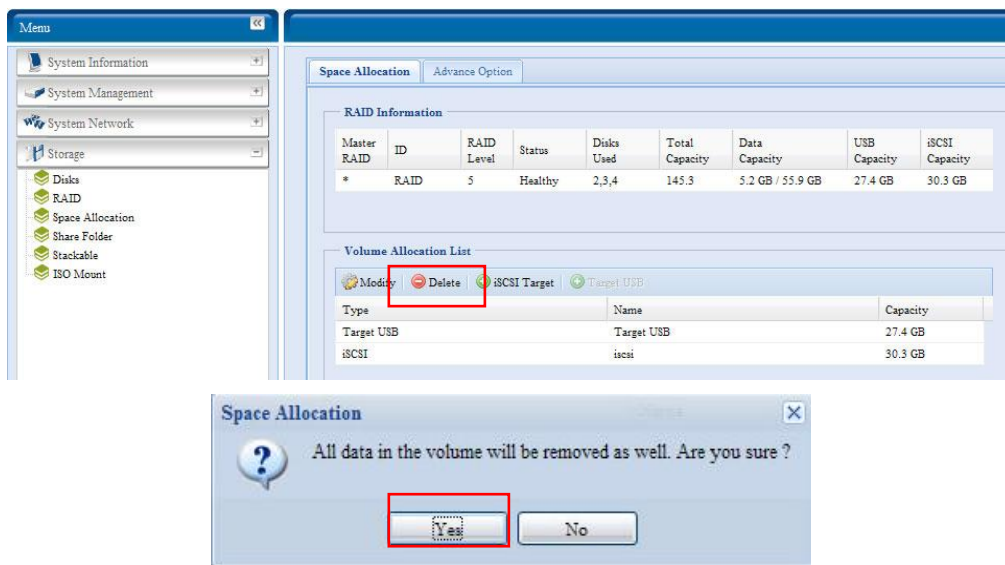 Menu
System Information
System Management
System Network
Storage
Disks
RAID
Space Allocation
Share Folder
Stackable
ISO Mount
Space Allocation Advance Option
RAID Information
Master RAID ID RAID Level Status Disks Used Total Capacity Data Capacity USB Capacity iSCSI Capacity
* RAID 5 Healthy 2,3,4 145.3 5.2 GB / 55.9 GB 27.4 GB 30.3 GB
Volume Allocation List
Modify Delete iSCSI Target Target USB
Type Name Capacity
Target USB Target USB 27.4 GB
iSCSI iscsi 30.3 GB
Space Allocation
All data in the volume will be removed as well. Are you sure ?
Yes No